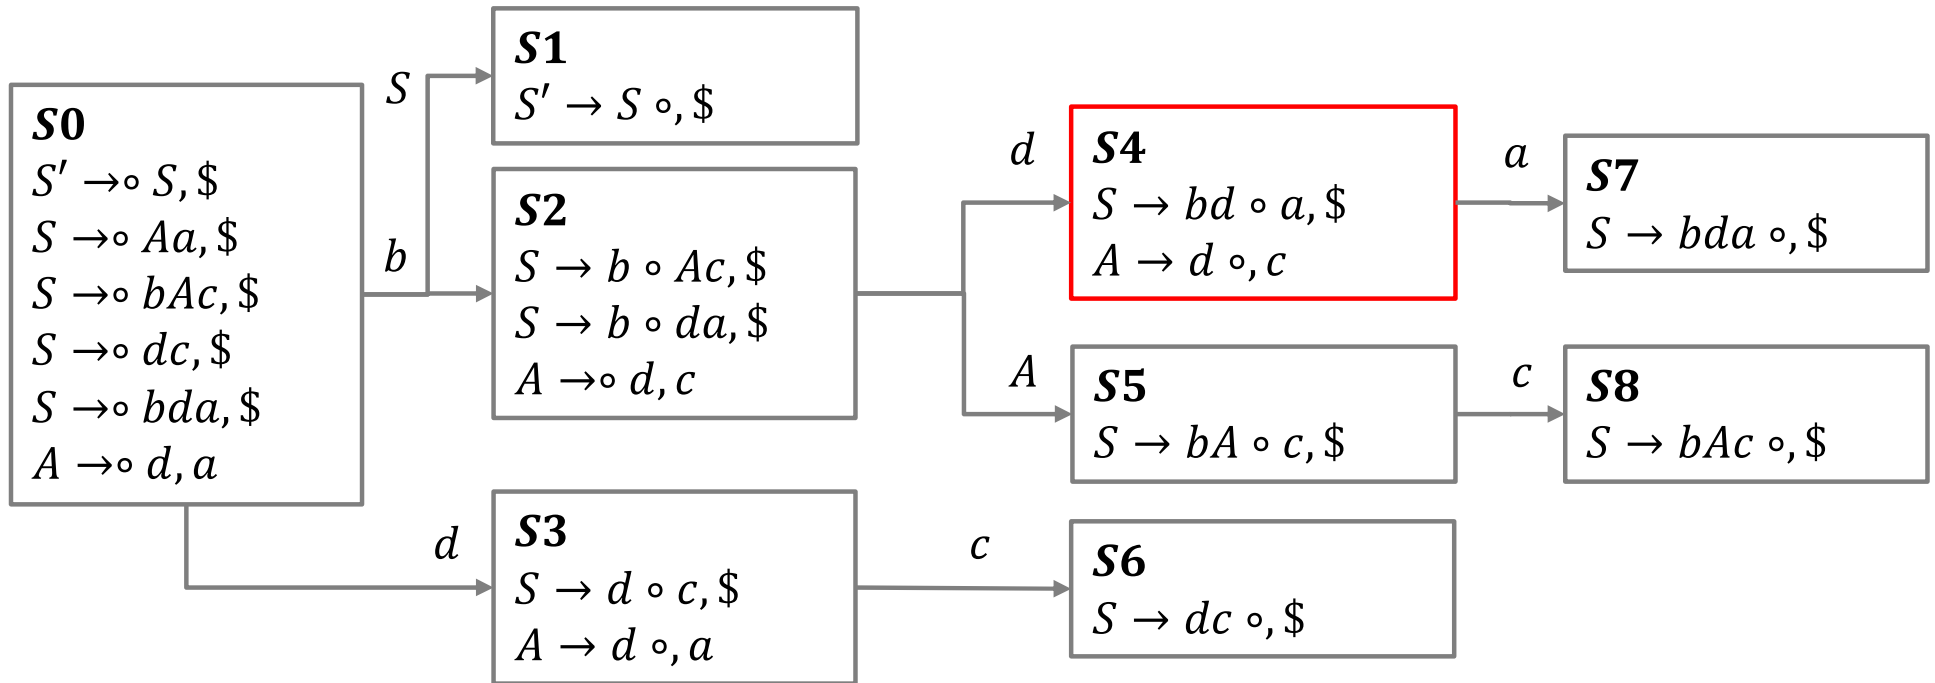 S0
S′ →∘ S, $
S →∘ Aa, $
S →∘ bAc, $
S →∘ dc, $
S →∘ bda, $
A →∘ d, a
S
b
d
S1
S′ → S ∘, $
S2
S → b ∘ Ac, $
S → b ∘ da, $
A →∘ d, c
S3
S → d ∘ c, $
A → d ∘, a
d
A
c
S4
S → bd ∘ a, $
A → d ∘, c
S5
S → bA ∘ c, $
S6
S → dc ∘, $
a
c
S7
S → bda ∘, $
S8
S → bAc ∘, $